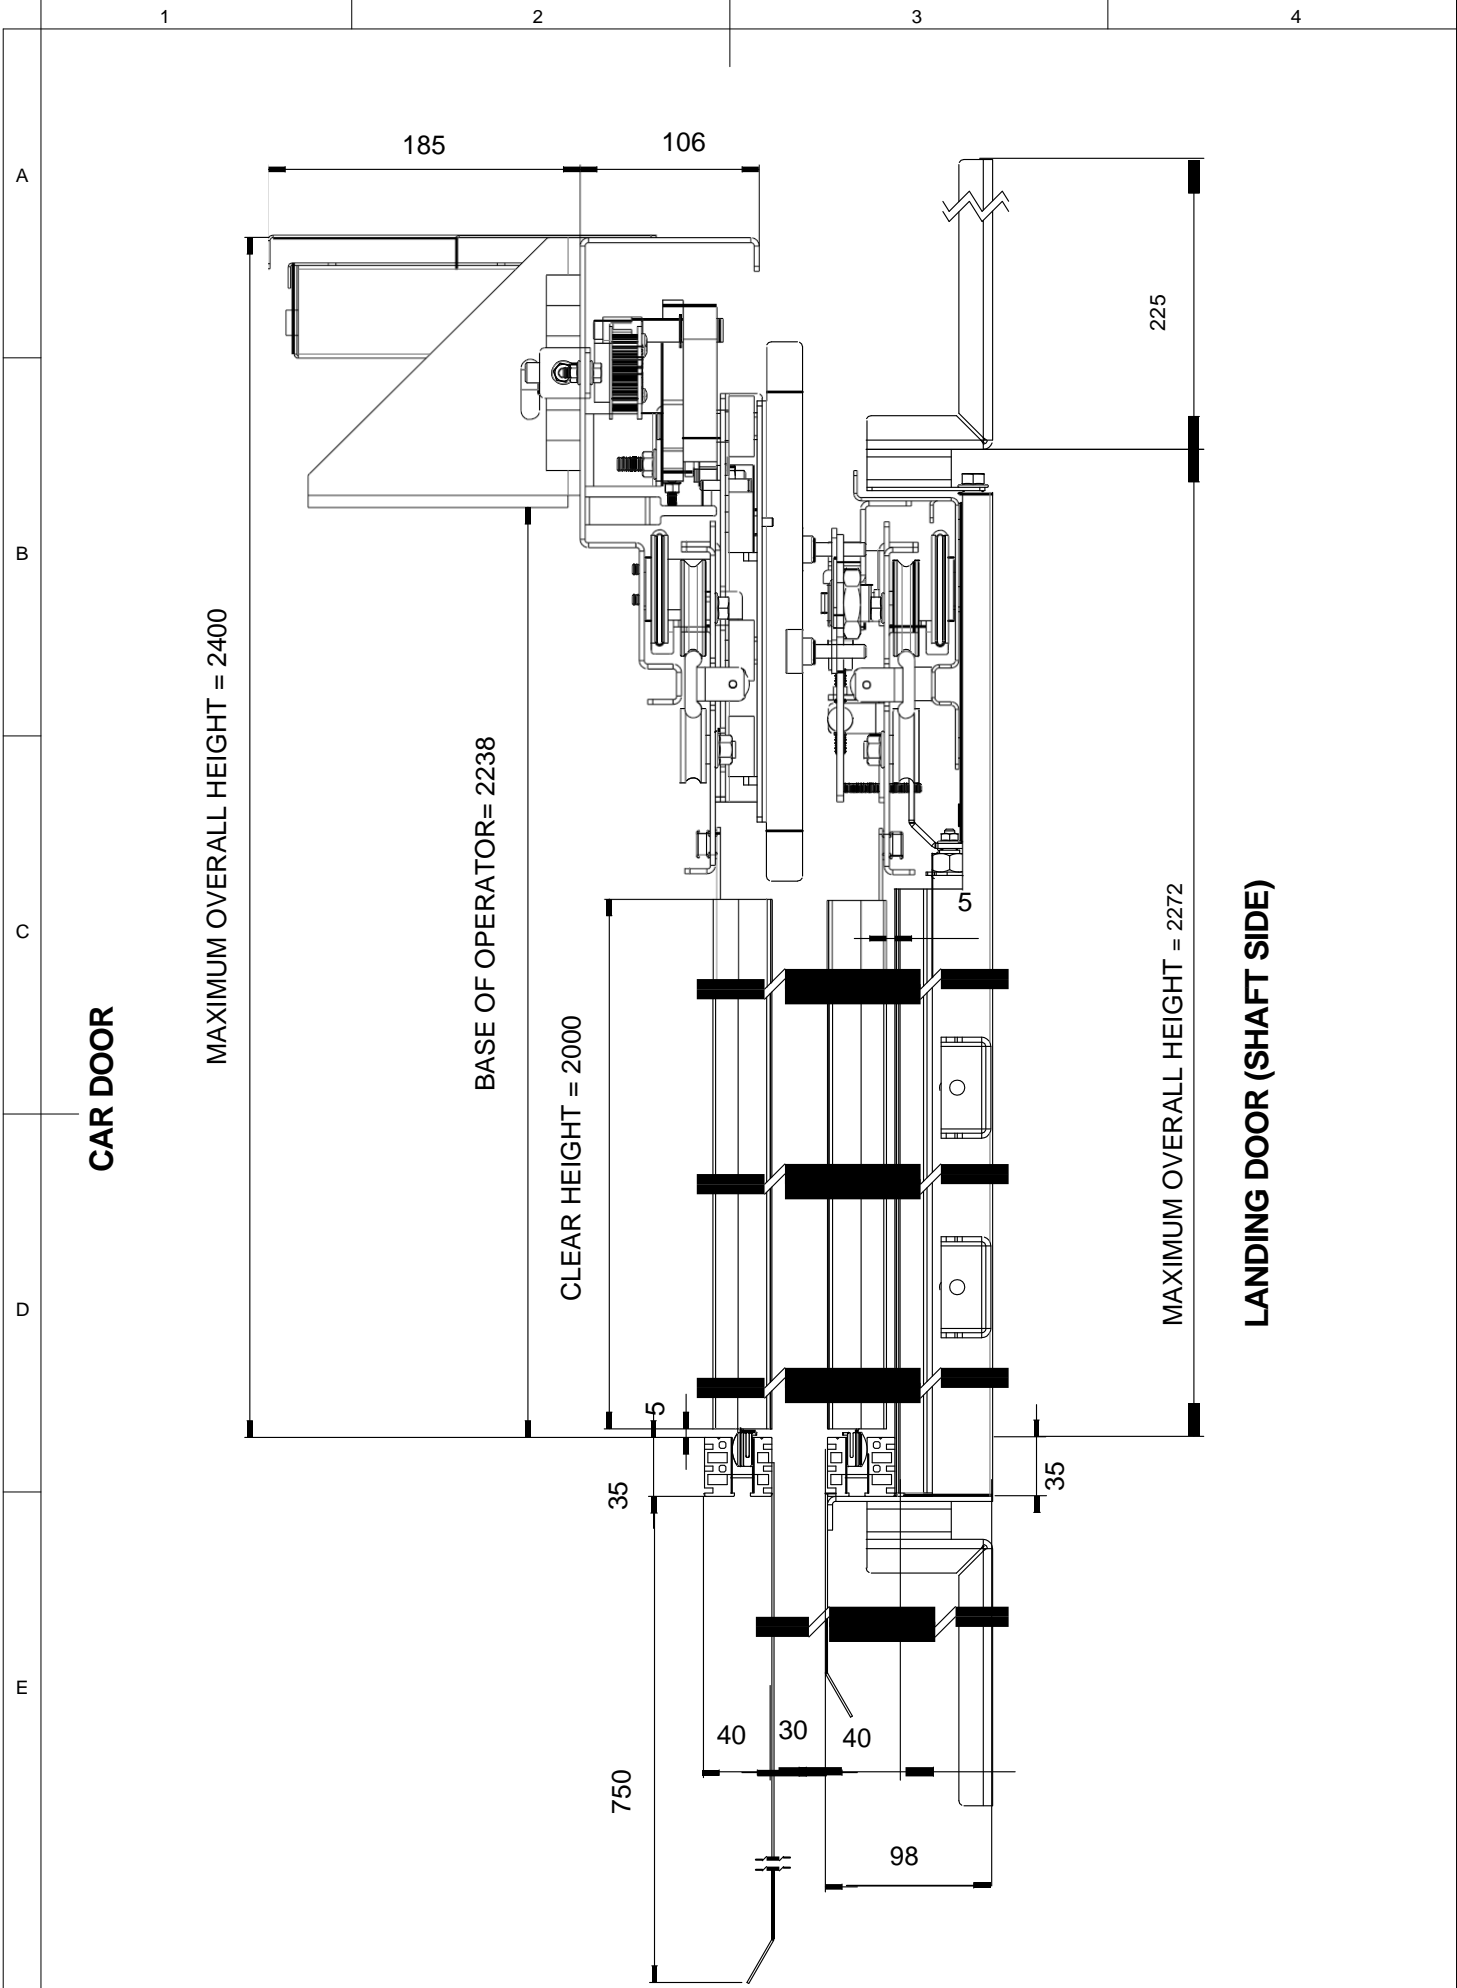 1
2
3
4
A
B
C
D
E
185
106
225
MAXIMUM OVERALL HEIGHT = 2400
BASE OF OPERATOR= 2238
CLEAR HEIGHT = 2000
5
MAXIMUM OVERALL HEIGHT = 2272
CAR DOOR
LANDING DOOR (SHAFT SIDE)
5
35
35
40
30
40
750
98